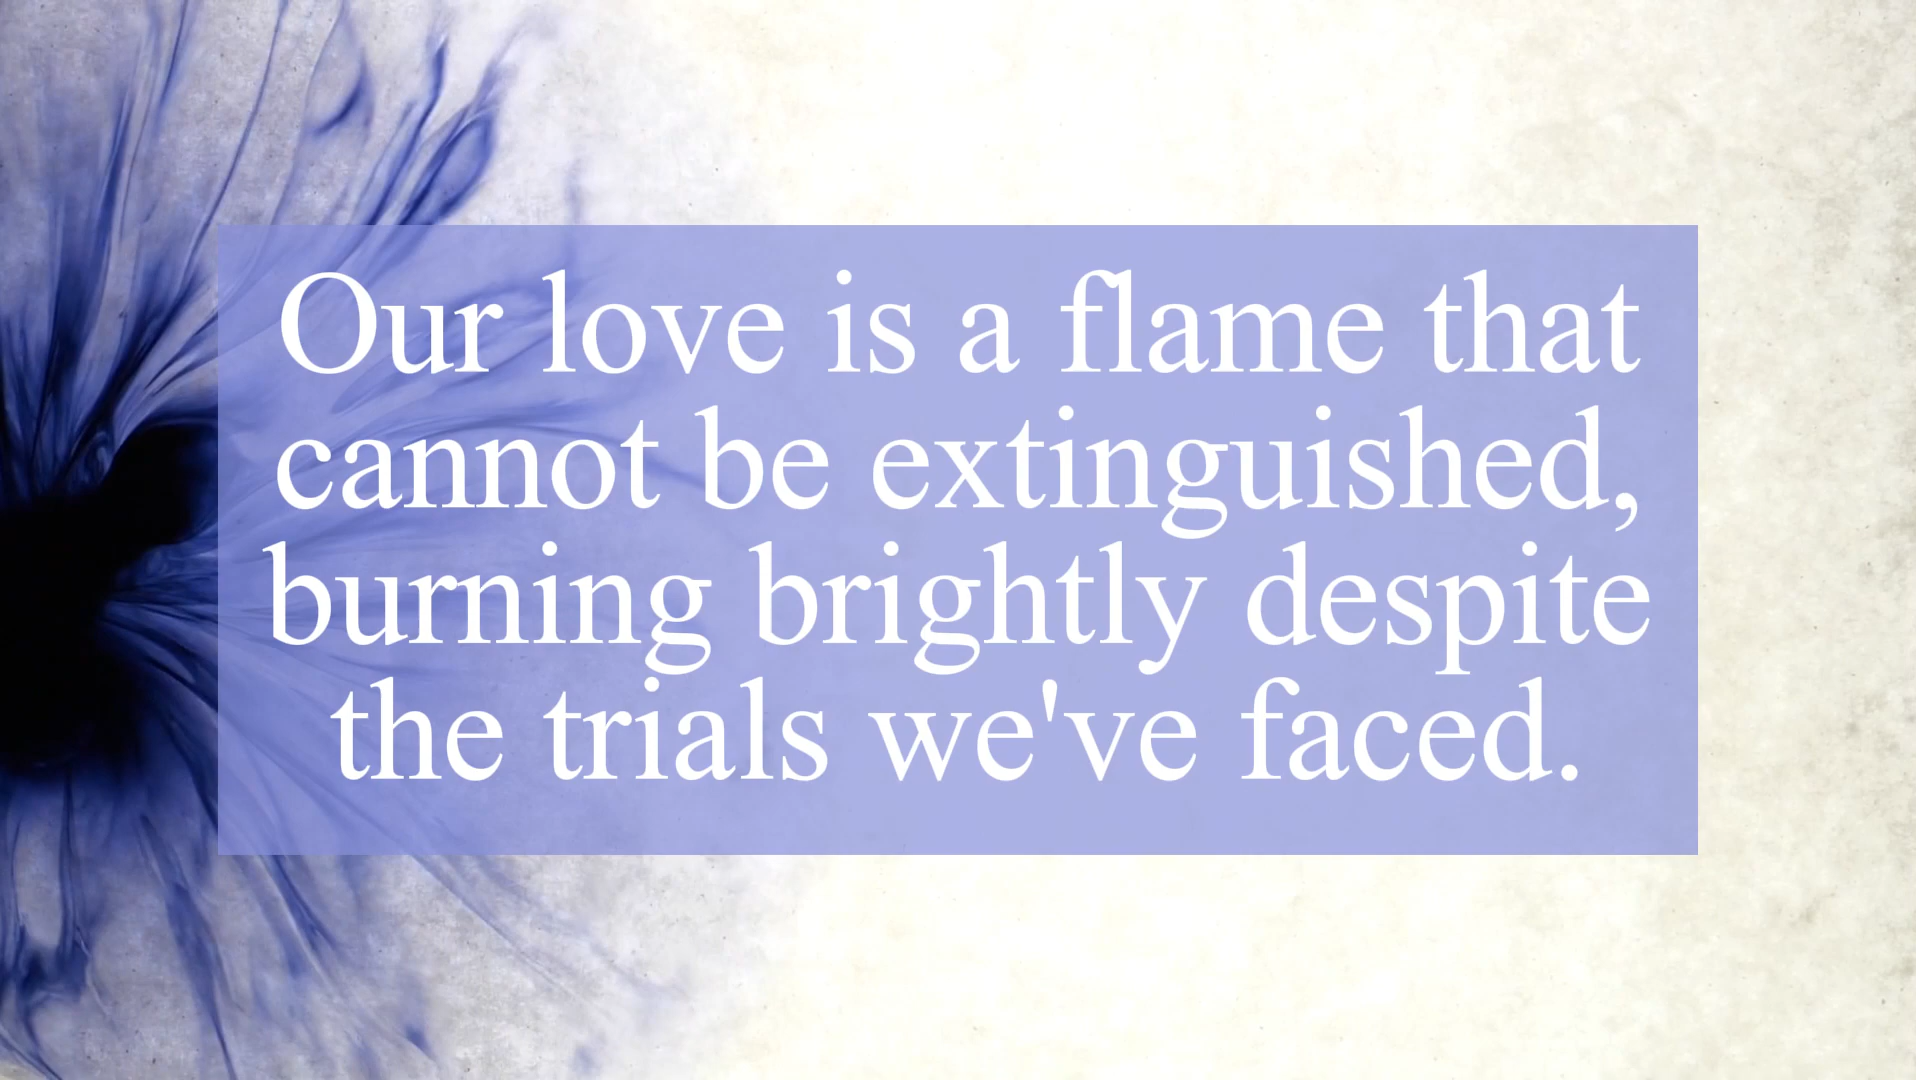 Our love is a flame that
cannot be extinguished,
burning brightly despite
the trials we've faced.